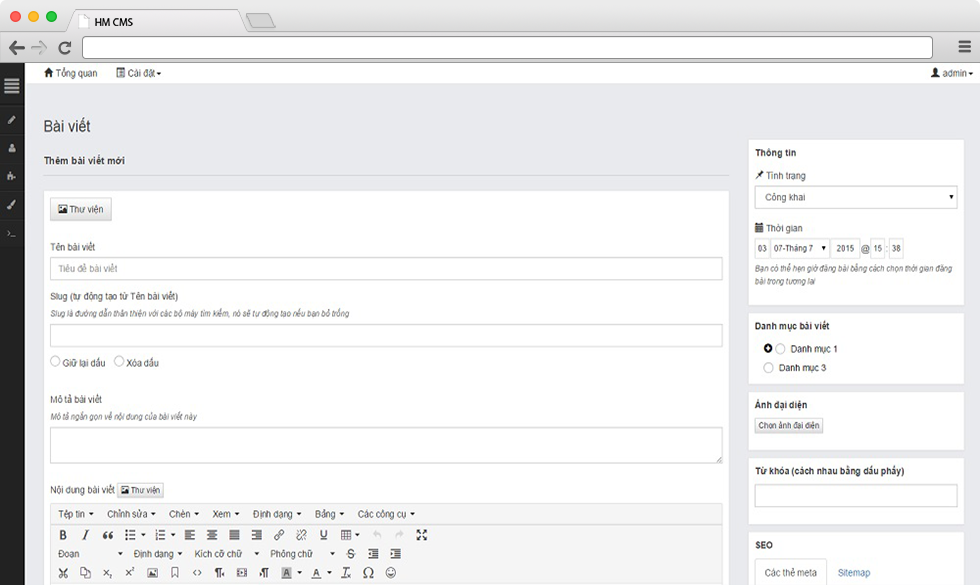 HM CMS
Tổng quan Cài đặt admin
Bài viết
Thêm bài viết mới
Thư viện
Tên bài viết
Tiêu đề bài viết
Slug (tự động tạo từ Tên bài viết)
Slug là đường dẫn thân thiện với các bộ máy tìm kiếm, nó sẽ tự động tạo nếu bạn bỏ trống
Giữ lại dấu Xóa dấu
Mô tả bài viết
Mô tả ngắn gọn về nội dung của bài viết này
Nội dung bài viết Thư viện
Tệp tin Chỉnh sửa Chèn Xem Định dạng Bảng Các công cụ
Đoạn Định dạng Kích cỡ chữ Phông chữ
Thông tin
Tình trạng
Công khai
Thời gian
03 07-Tháng 7 2015 @ 15 : 38
Bạn có thể hẹn giờ đăng bài bằng cách chọn thời gian đăng
bài trong tương lai
Danh mục bài viết
Danh mục 1
Danh mục 3
Ảnh đại diện
Chọn ảnh đại diện
Từ khóa (cách nhau bằng dấu phẩy)
SEO
Các thẻ meta Sitemap